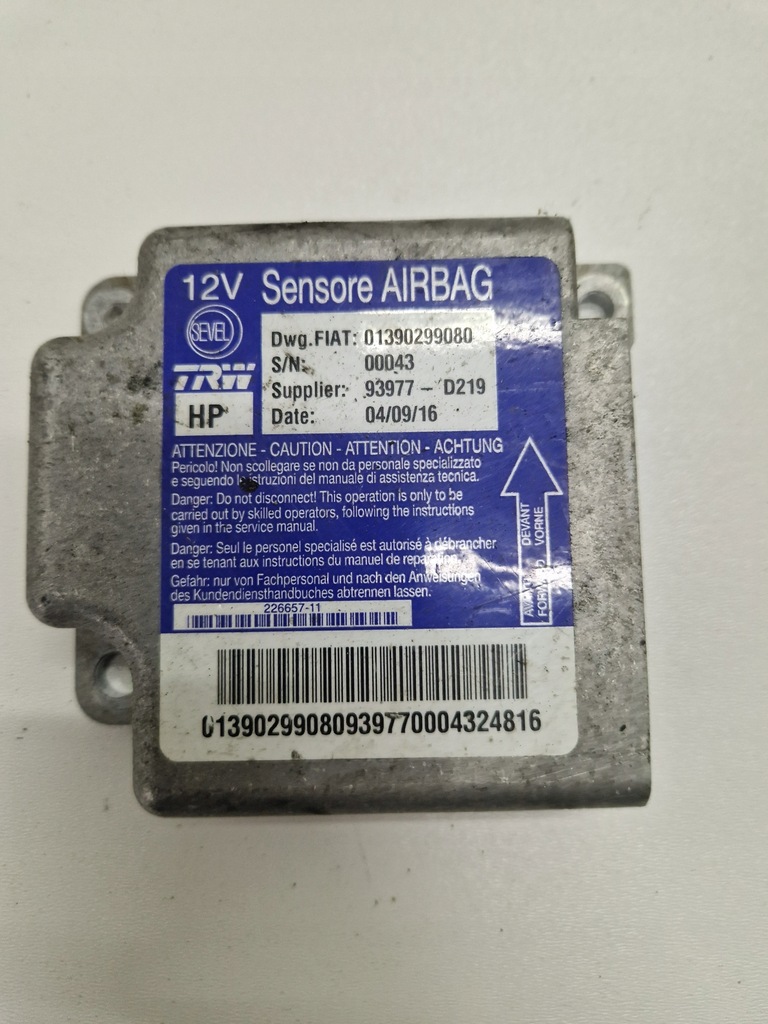 12V Sensore AIRBAG
SEVEL
TRW
HP
Dwg.FIAT: 01390299080
S/N: 00043
Supplier: 93977 - D219
Date: 04/09/16
ATTENZIONE - CAUTION - ATTENTION - ACHTUNG
Pericolo! Non scollegare se non da personale specializzato
e seguendo le istruzioni del manuale di assistenza tecnica.
Danger: Do not disconnect! This operation is only to be
carried out by skilled operators, following the instructions
given in the service manual.
Danger: Seul le personel specialisé est autorisé à débrancher
en se tenant aux instructions du manuel de reparation.
Gefahr: nur von Fachpersonal und nach den Anweisungen
des Kundendiensthandbuches abtrennen lassen.
DEVANT
VORNE
226657-11
01390299080939770004324816